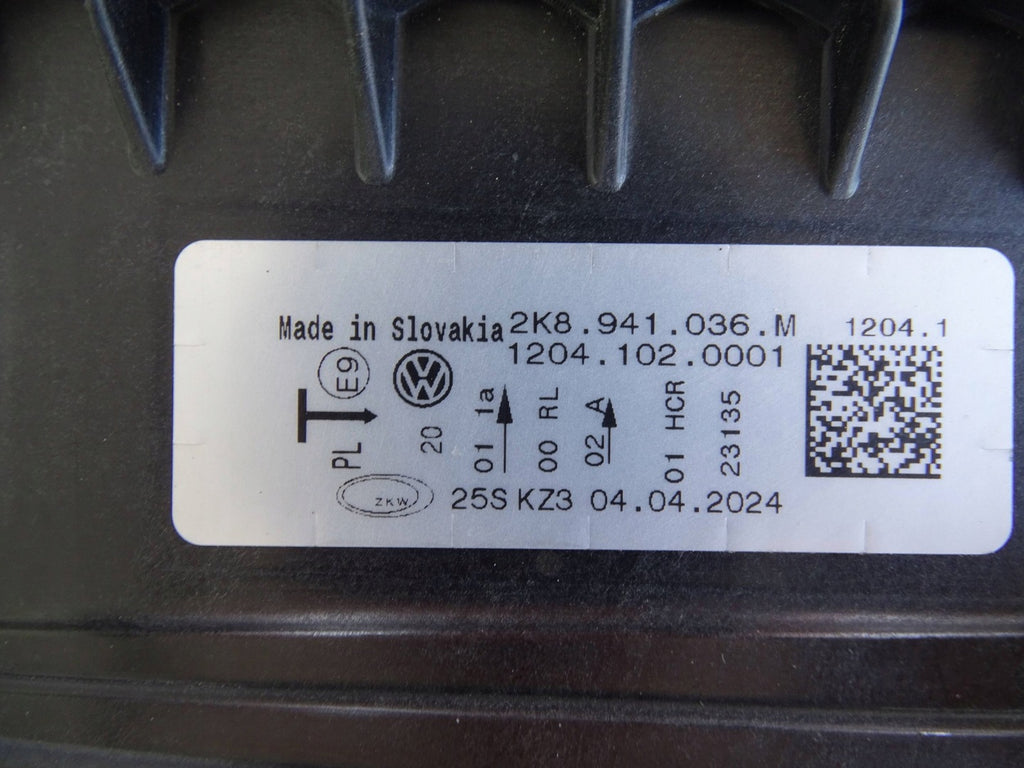 Made in Slovakia 2K8.941.036.M 1204.1
1204.102.0001
E9
PL
20
01 1a
00 RL
02 A
01 HCR
23135
ZKW
25S KZ3 04.04.2024